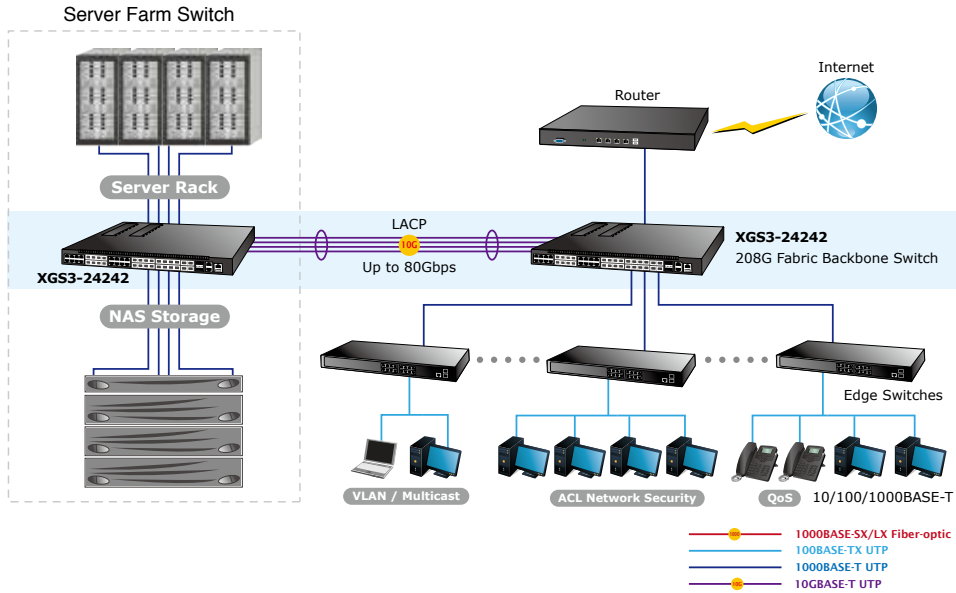 Server Farm Switch
Internet
Router
Server Rack
LACP
10G
Up to 80Gbps
XGS3-24242
208G Fabric Backbone Switch
XGS3-24242
NAS Storage
Edge Switches
VLAN / Multicast
ACL Network Security
QoS
10/100/1000BASE-T
1000
1000BASE-SX/LX Fiber-optic
100BASE-TX UTP
1000BASE-T UTP
10G
10GBASE-T UTP